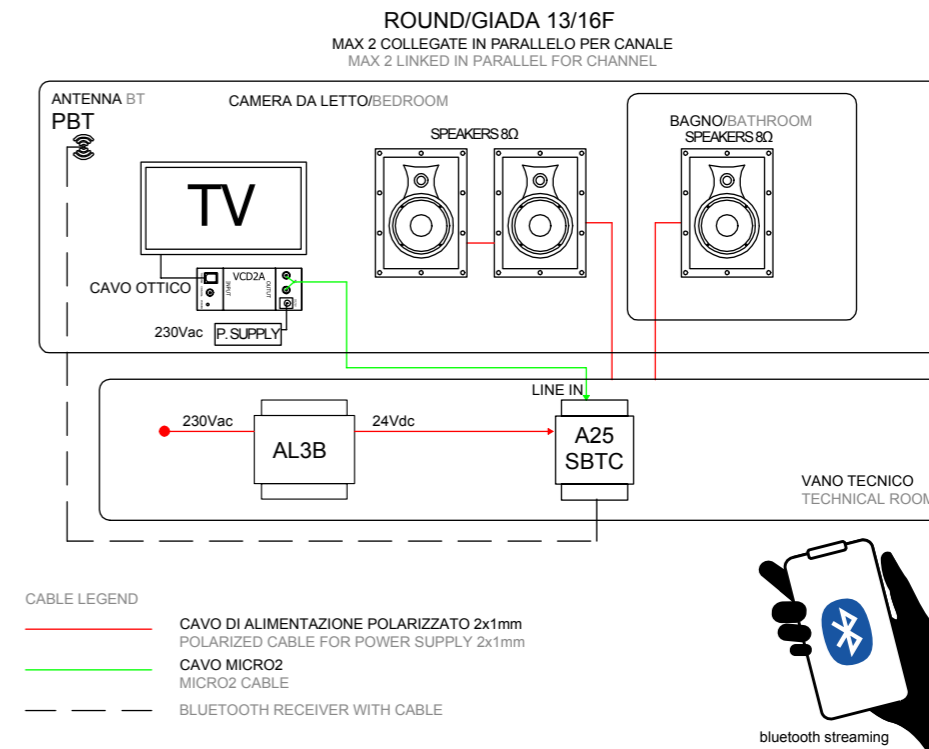 ROUND/GIADA 13/16F
MAX 2 COLLEGATE IN PARALLELO PER CANALE
MAX 2 LINKED IN PARALLEL FOR CHANNEL
ANTENNA BT
PBT
CAMERA DA LETTO/BEDROOM
SPEAKERS 8Ω
BAGNO/BATHROOM
SPEAKERS 8Ω
TV
CAVO OTTICO
VCD2A
INPUT
OUTPUT
230Vac
P. SUPPLY
LINE IN
230Vac
AL3B
24Vdc
A25
SBTC
VANO TECNICO
TECHNICAL ROOM
CABLE LEGEND
CAVO DI ALIMENTAZIONE POLARIZZATO 2x1mm
POLARIZED CABLE FOR POWER SUPPLY 2x1mm
CAVO MICRO2
MICRO2 CABLE
BLUETOOTH RECEIVER WITH CABLE
bluetooth streaming